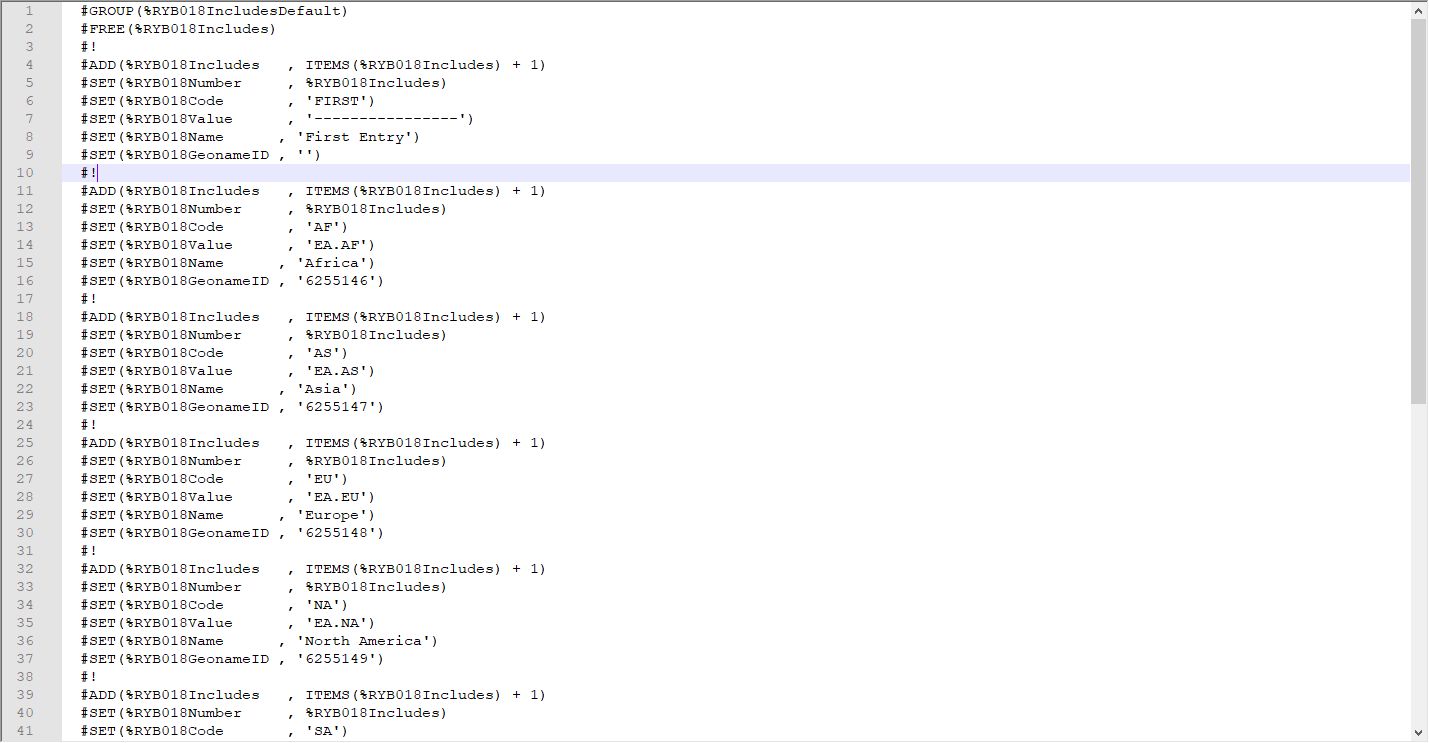 1 #GROUP(%RYB018IncludesDefault)
2 #FREE(%RYB018Includes)
3 #!
4 #ADD(%RYB018Includes   , ITEMS(%RYB018Includes) + 1)
5 #SET(%RYB018Number     , %RYB018Includes)
6 #SET(%RYB018Code       , 'FIRST')
7 #SET(%RYB018Value      , '----------------')
8 #SET(%RYB018Name      , 'First Entry')
9 #SET(%RYB018GeonameID , '')
10 #!
11 #ADD(%RYB018Includes   , ITEMS(%RYB018Includes) + 1)
12 #SET(%RYB018Number     , %RYB018Includes)
13 #SET(%RYB018Code       , 'AF')
14 #SET(%RYB018Value      , 'EA.AF')
15 #SET(%RYB018Name      , 'Africa')
16 #SET(%RYB018GeonameID , '6255146')
17 #!
18 #ADD(%RYB018Includes   , ITEMS(%RYB018Includes) + 1)
19 #SET(%RYB018Number     , %RYB018Includes)
20 #SET(%RYB018Code       , 'AS')
21 #SET(%RYB018Value      , 'EA.AS')
22 #SET(%RYB018Name      , 'Asia')
23 #SET(%RYB018GeonameID , '6255147')
24 #!
25 #ADD(%RYB018Includes   , ITEMS(%RYB018Includes) + 1)
26 #SET(%RYB018Number     , %RYB018Includes)
27 #SET(%RYB018Code       , 'EU')
28 #SET(%RYB018Value      , 'EA.EU')
29 #SET(%RYB018Name      , 'Europe')
30 #SET(%RYB018GeonameID , '6255148')
31 #!
32 #ADD(%RYB018Includes   , ITEMS(%RYB018Includes) + 1)
33 #SET(%RYB018Number     , %RYB018Includes)
34 #SET(%RYB018Code       , 'NA')
35 #SET(%RYB018Value      , 'EA.NA')
36 #SET(%RYB018Name      , 'North America')
37 #SET(%RYB018GeonameID , '6255149')
38 #!
39 #ADD(%RYB018Includes   , ITEMS(%RYB018Includes) + 1)
40 #SET(%RYB018Number     , %RYB018Includes)
41 #SET(%RYB018Code       , 'SA')